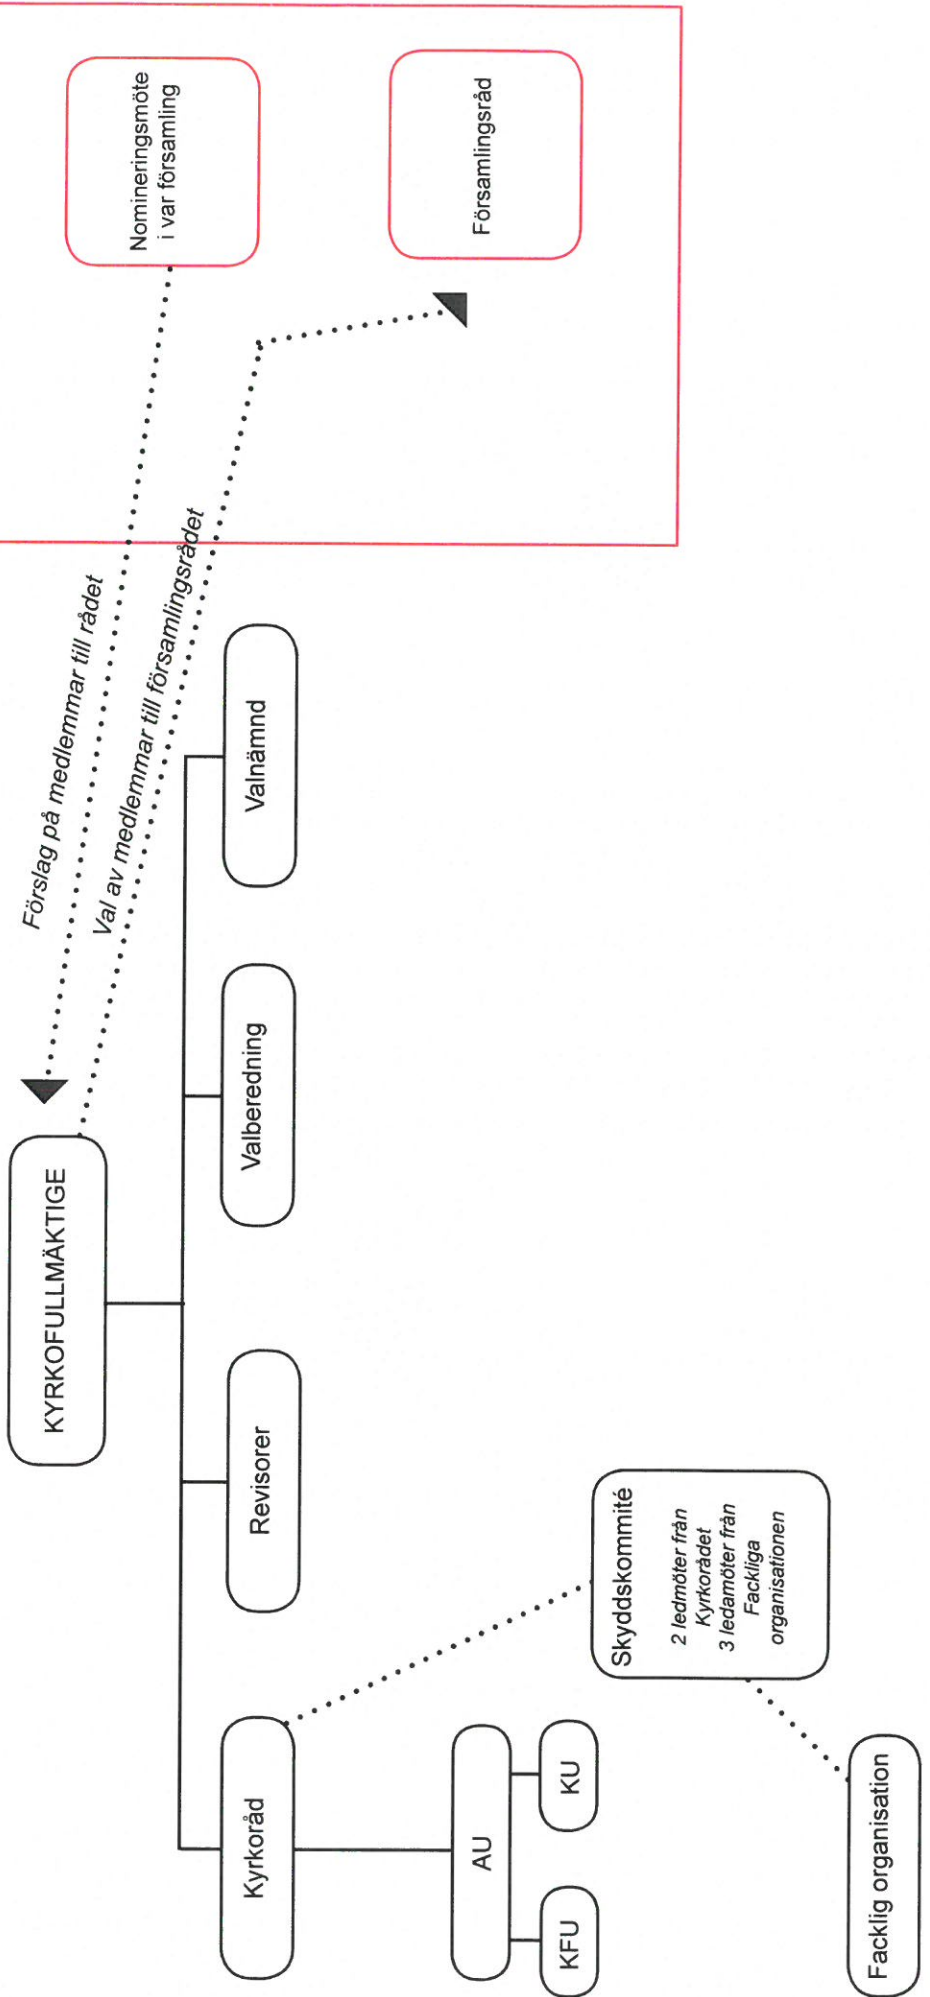 KYRKOFULLMÄKTIGE
Förslag på medlemmar till rådet
Val av medlemmar till församlingsrådet
Nomineringsmöte
i var församling
Församlingsråd
Kyrkoråd
Revisorer
Valberedning
Valnämnd
AU
KFU
KU
Skyddskommité
2 ledmöter från
Kyrkorådet
3 ledamöter från
Fackliga
organisationen
Facklig organisation